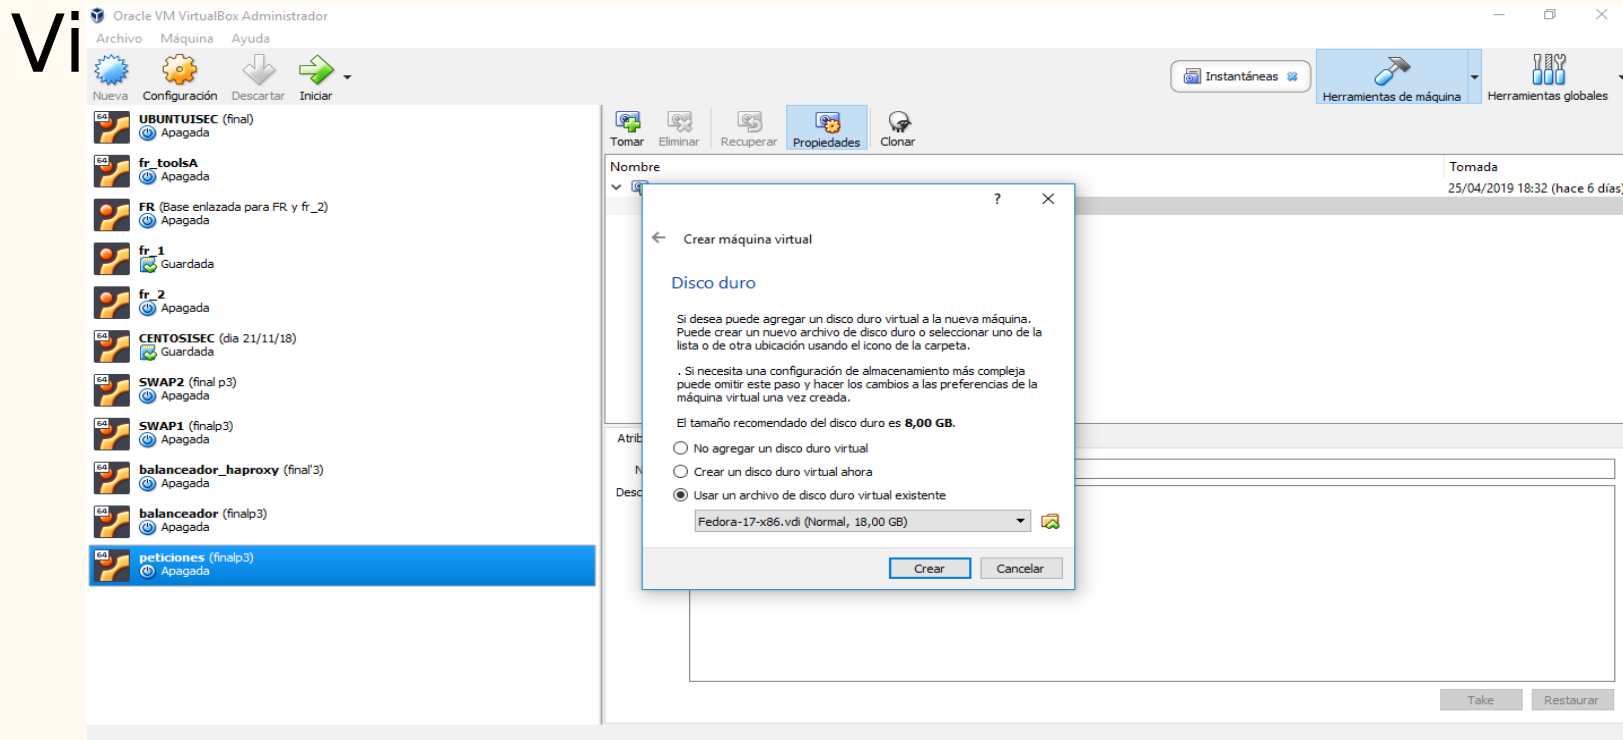 Vi
Oracle VM VirtualBox Administrador
Archivo Máquina Ayuda
Nueva Configuración Descartar Iniciar
Instantáneas
Herramientas de máquina
Herramientas globales
UBUNTUISEC (final)
Apagada
fr_toolsA
Apagada
FR (Base enlazada para FR y fr_2)
Apagada
fr_1
Guardada
fr_2
Apagada
CENTOSISEC (dia 21/11/18)
Guardada
SWAP2 (final p3)
Apagada
SWAP1 (finalp3)
Apagada
balanceador_haproxy (final'3)
Apagada
balanceador (finalp3)
Apagada
peticiones (finalp3)
Apagada
Tomar Eliminar Recuperar Propiedades Clonar
Nombre Tomada
25/04/2019 18:32 (hace 6 días)
? 
Crear máquina virtual
Disco duro
Si desea puede agregar un disco duro virtual a la nueva máquina.
Puede crear un nuevo archivo de disco duro o seleccionar uno de la
lista o de otra ubicación usando el icono de la carpeta.
. Si necesita una configuración de almacenamiento más compleja
puede omitir este paso y hacer los cambios a las preferencias de la
máquina virtual una vez creada.
El tamaño recomendado del disco duro es 8,00 GB.
No agregar un disco duro virtual
Crear un disco duro virtual ahora
Usar un archivo de disco duro virtual existente
Fedora-17-x86.vdi (Normal, 18,00 GB)
Crear Cancelar
Atrib
N
Desc
Take Restaurar